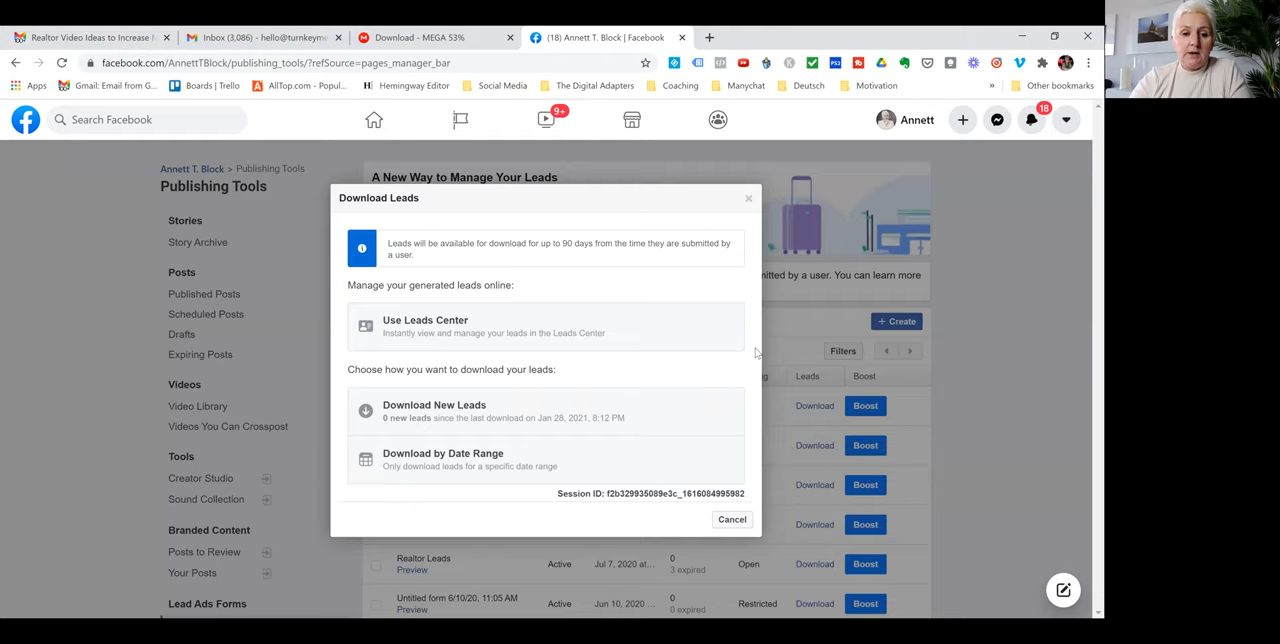 Realtor Video Ideas to Increase M
Inbox (3,086) - hello@turnkeyme
Download - MEGA 53%
(18) Annett T. Block | Facebook
facebook.com/AnnettTBlock/publishing_tools/?refSource=pages_manager_bar
Apps
Gmail: Email from G...
Boards | Trello
AllTop.com - Popul...
Hemingway Editor
Social Media
The Digital Adapters
Coaching
Manychat
Deutsch
Motivation
»
Other bookmarks
Search Facebook
9+
Annett
18
Annett T. Block > Publishing Tools
Publishing Tools
Stories
Story Archive
Posts
Published Posts
Scheduled Posts
Drafts
Expiring Posts
Videos
Video Library
Videos You Can Crosspost
Tools
Creator Studio
Sound Collection
Branded Content
Posts to Review
Your Posts
Lead Ads Forms
A New Way to Manage Your Leads
Download Leads
Leads will be available for download for up to 90 days from the time they are submitted by
a user.
Manage your generated leads online:
Use Leads Center
Instantly view and manage your leads in the Leads Center
Choose how you want to download your leads:
Download New Leads
0 new leads since the last download on Jan 28, 2021, 8:12 PM
Download by Date Range
Only download leads for a specific date range
Session ID: f2b329935089e3c_1616084995982
Cancel
mitted by a user. You can learn more
+ Create
Filters
Leads
Boost
Download
Boost
Download
Boost
Download
Boost
Download
Boost
Realtor Leads
Preview
Active
Jul 7, 2020 at...
0
3 expired
Open
Download
Boost
Untitled form 6/10/20, 11:05 AM
Preview
Active
Jun 10, 2020 ...
0
0 expired
Restricted
Download
Boost